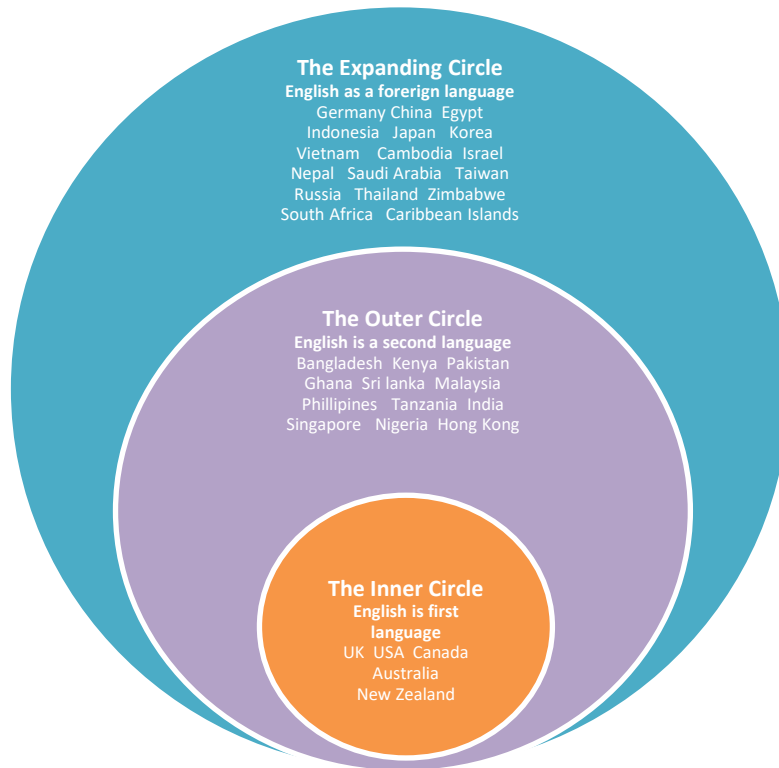 The Expanding Circle
English as a forerign language
Germany China Egypt
Indonesia Japan Korea
Vietnam Cambodia Israel
Nepal Saudi Arabia Taiwan
Russia Thailand Zimbabwe
South Africa Caribbean Islands
The Outer Circle
English is a second language
Bangladesh Kenya Pakistan
Ghana Sri lanka Malaysia
Phillipines Tanzania India
Singapore Nigeria Hong Kong
The Inner Circle
English is first
language
UK USA Canada
Australia
New Zealand